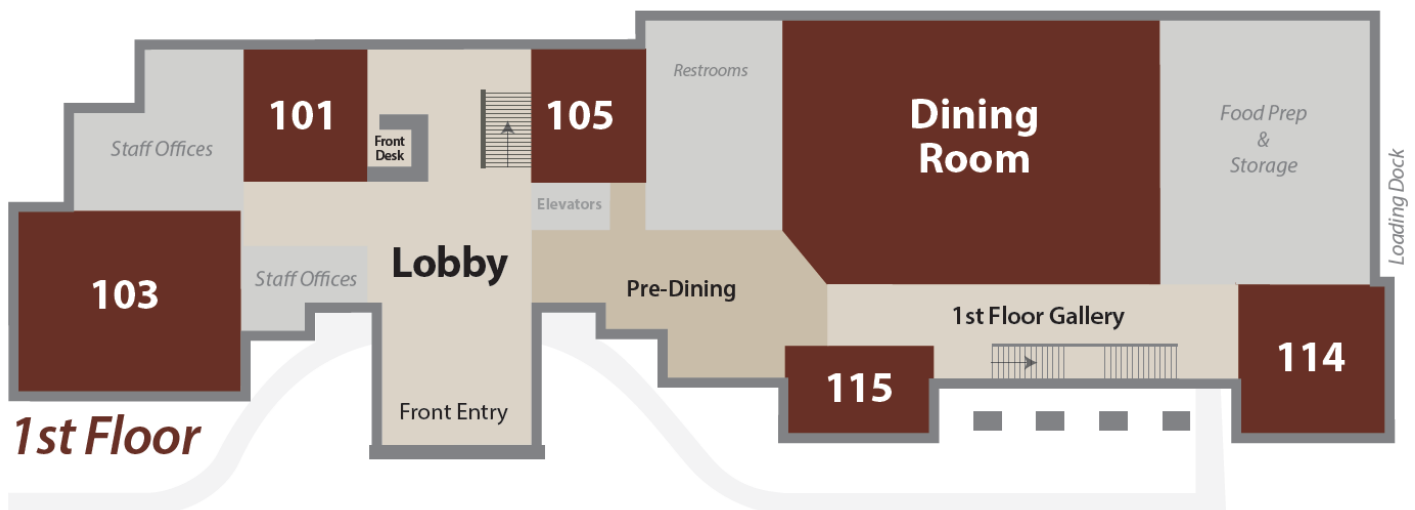 Restrooms
101
105
Dining
Room
Food Prep
&
Storage
Front
Desk
Staff Offices
Loading Dock
Elevators
Lobby
Staff Offices
103
Pre-Dining
1st Floor Gallery
114
115
Front Entry
1st Floor